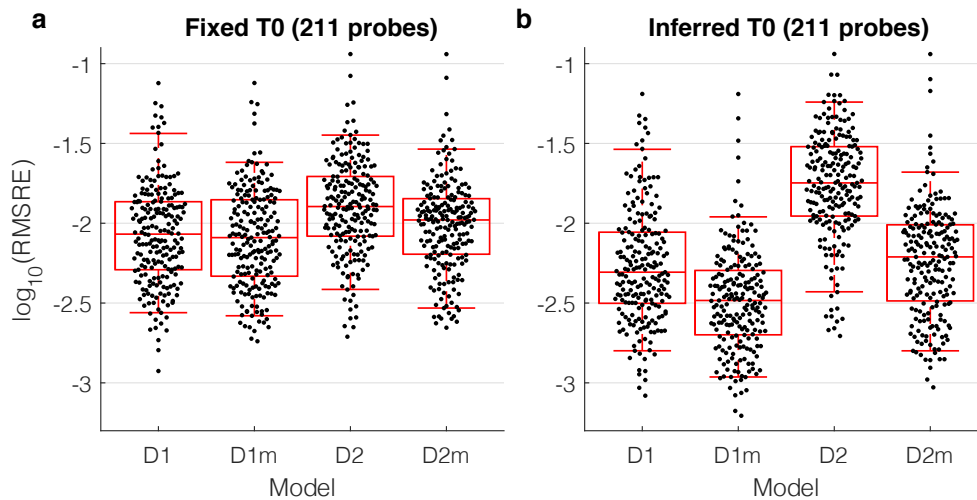 a
Fixed T0 (211 probes)
log10(RMSRE)
-1
-1.5
-2
-2.5
-3
D1
D1m
D2
D2m
Model
b
Inferred T0 (211 probes)
-1
-1.5
-2
-2.5
-3
D1
D1m
D2
D2m
Model